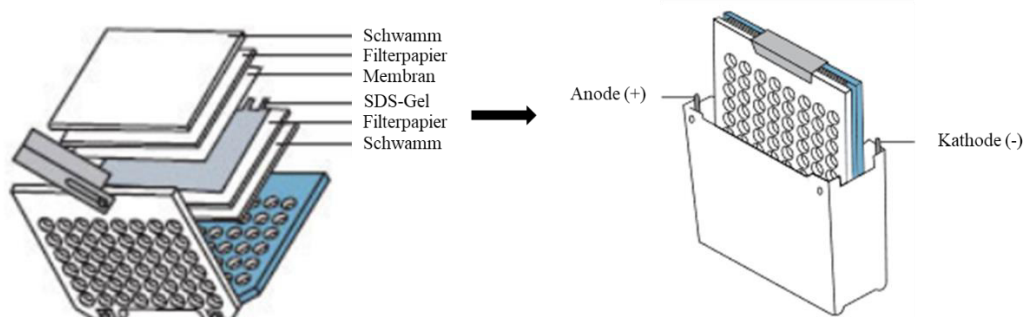 Schwamm
Filterpapier
Membran
SDS-Gel
Filterpapier
Schwamm
Anode (+)
Kathode (-)